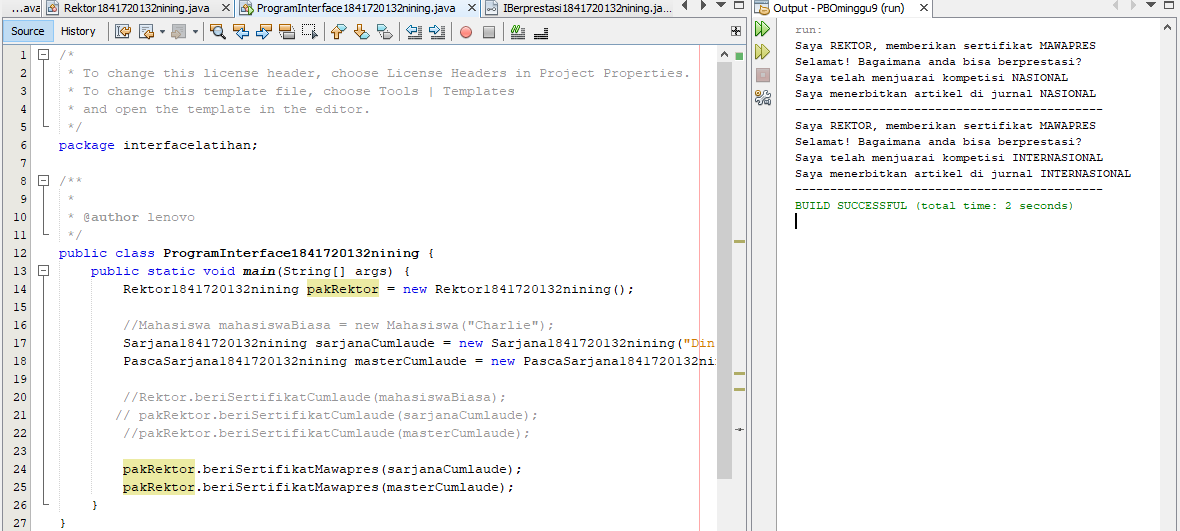 ...ava
Rektor1841720132nining.java
ProgramInterface1841720132nining.java
IBerprestasi1841720132nining.ja...
Source History
1 /*
2 * To change this license header, choose License Headers in Project Properties.
3 * To change this template file, choose Tools | Templates
4 * and open the template in the editor.
5 */
6 package interfacelatihan;
7
8 /**
9 *
10 * @author lenovo
11 */
12 public class ProgramInterface1841720132nining {
13 public static void main(String[] args) {
14 Rektor1841720132nining pakRektor = new Rektor1841720132nining();
15
16 //Mahasiswa mahasiswaBiasa = new Mahasiswa("Charlie");
17 Sarjana1841720132nining sarjanaCumlaude = new Sarjana1841720132nining("Din
18 PascaSarjana1841720132nining masterCumlaude = new PascaSarjana1841720132ni
19
20 //Rektor.beriSertifikatCumlaude(mahasiswaBiasa);
21 // pakRektor.beriSertifikatCumlaude(sarjanaCumlaude);
22 //pakRektor.beriSertifikatCumlaude(masterCumlaude);
23
24 pakRektor.beriSertifikatMawapres(sarjanaCumlaude);
25 pakRektor.beriSertifikatMawapres(masterCumlaude);
26 }
27 }
Output - PBOminggu9 (run)
run:
Saya REKTOR, memberikan sertifikat MAWAPRES
Selamat! Bagaimana anda bisa berprestasi?
Saya telah menjuarai kompetisi NASIONAL
Saya menerbitkan artikel di jurnal NASIONAL
--------------------------------------------
Saya REKTOR, memberikan sertifikat MAWAPRES
Selamat! Bagaimana anda bisa berprestasi?
Saya telah menjuarai kompetisi INTERNASIONAL
Saya menerbitkan artikel di jurnal INTERNASIONAL
--------------------------------------------
BUILD SUCCESSFUL (total time: 2 seconds)